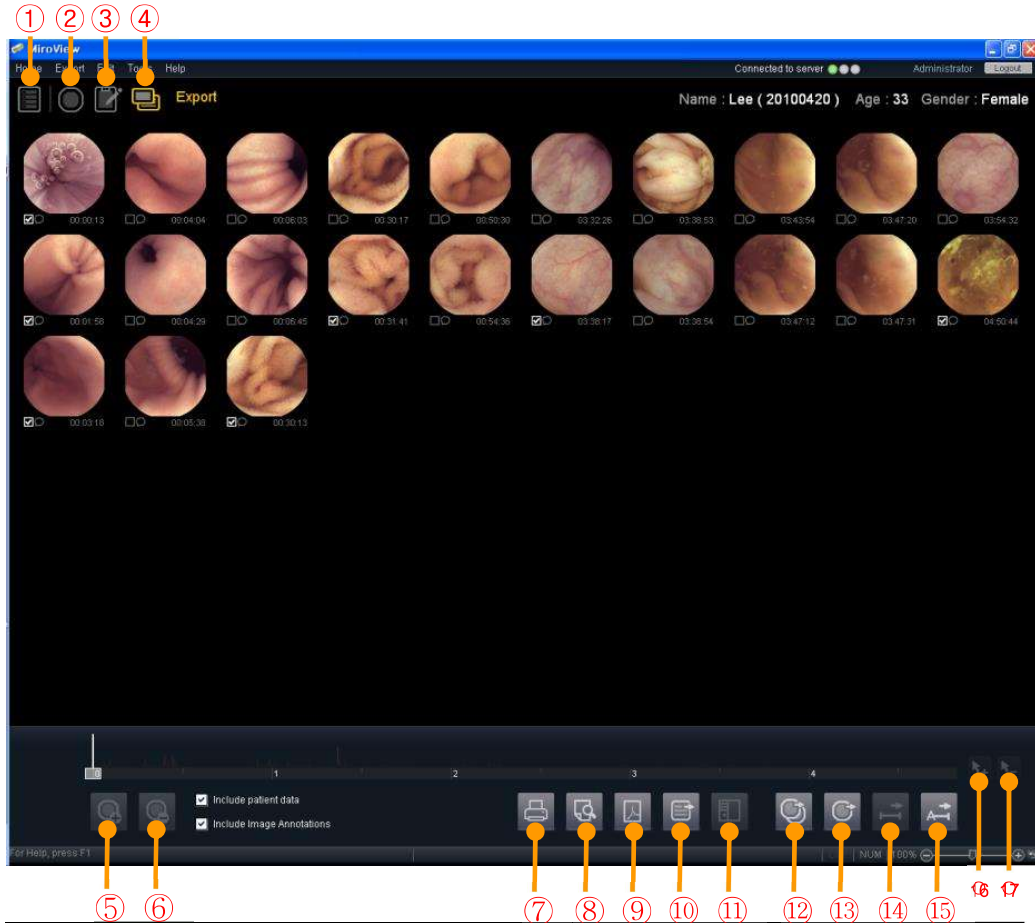 ① ② ③ ④
MiroView
Home Export Edit Tools Help Connected to server Administrator Logout
Export Name : Lee ( 20100420 ) Age : 33 Gender : Female
00:00:13 00:04:04 00:06:03 00:30:17 00:50:30 03:32:26 03:38:53 03:43:54 03:47:20 03:54:32
00:01:58 00:04:29 00:06:45 00:31:41 00:54:36 03:38:17 03:38:54 03:47:12 03:47:31 04:50:44
00:03:18 00:05:38 00:30:13
0 1 2 3 4
Include patient data
Include Image Annotations
For Help, press F1 NUM 100%
⑤ ⑥ ⑦ ⑧ ⑨ ⑩ ⑪ ⑫ ⑬ ⑭ ⑮ 16 17